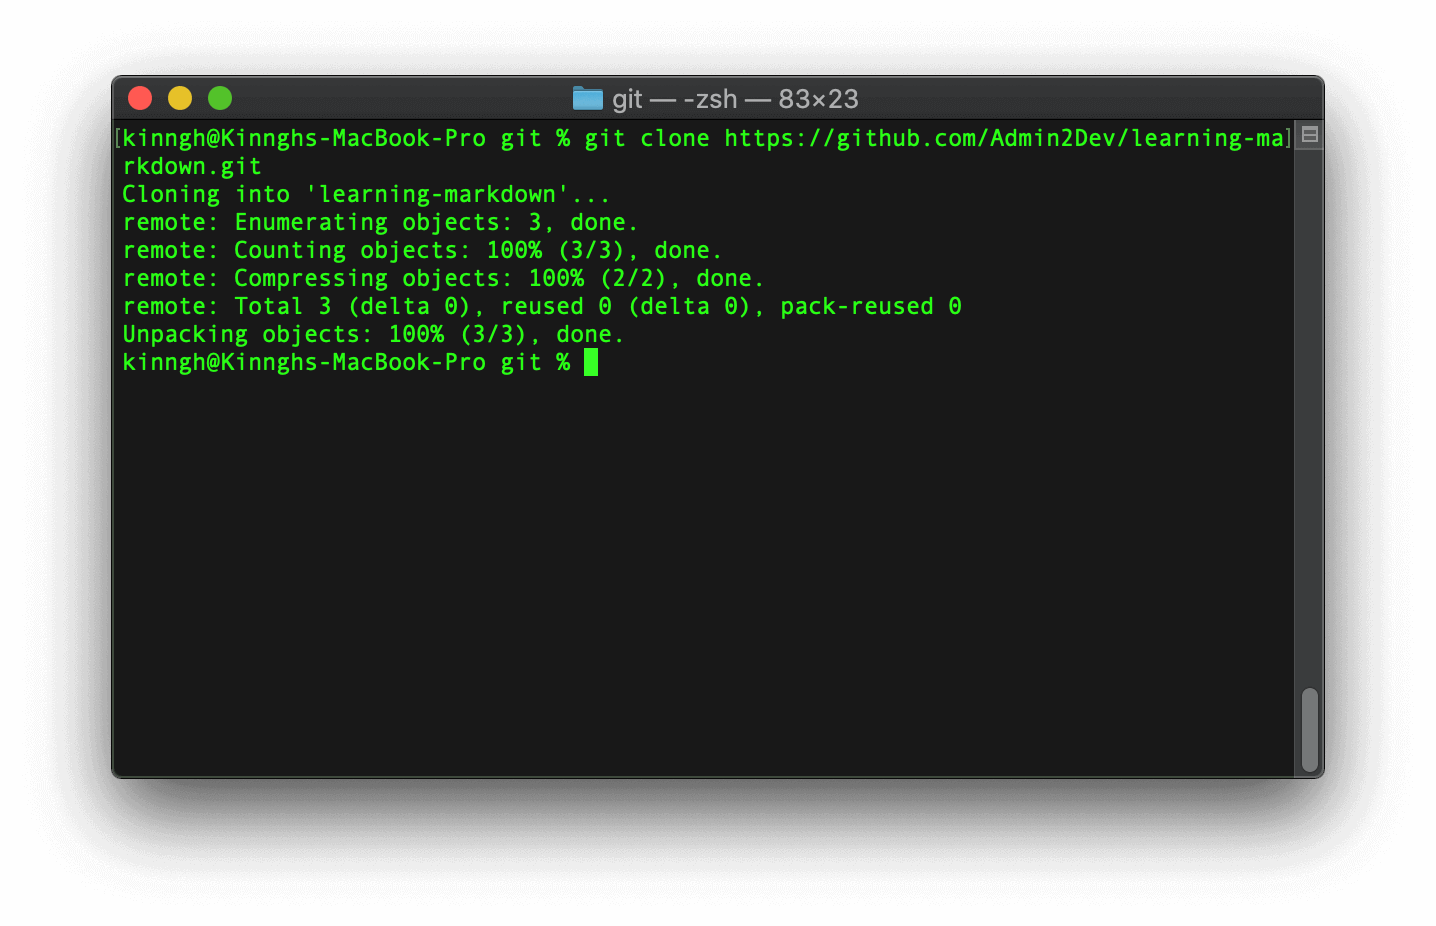 git — -zsh — 83×23
[kinngh@Kinnghs-MacBook-Pro git % git clone https://github.com/Admin2Dev/learning-ma]
rkdown.git
Cloning into 'learning-markdown'...
remote: Enumerating objects: 3, done.
remote: Counting objects: 100% (3/3), done.
remote: Compressing objects: 100% (2/2), done.
remote: Total 3 (delta 0), reused 0 (delta 0), pack-reused 0
Unpacking objects: 100% (3/3), done.
kinngh@Kinnghs-MacBook-Pro git %